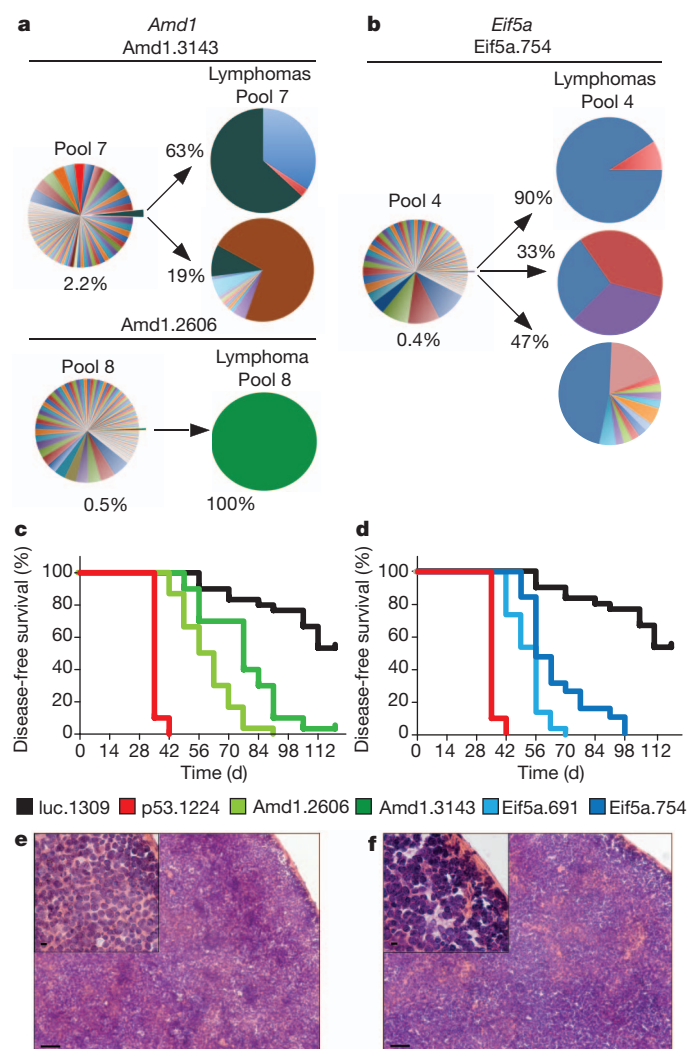 a
Amd1
Amd1.3143
Lymphomas
Pool 7
Pool 7
63%
19%
2.2%
Amd1.2606
Lymphoma
Pool 8
Pool 8
0.5%
100%
b
Eif5a
Eif5a.754
Lymphomas
Pool 4
Pool 4
90%
33%
47%
0.4%
c
Disease-free survival (%)
100
80
60
40
20
0
0 14 28 42 56 70 84 98 112
Time (d)
d
Disease-free survival (%)
100
80
60
40
20
0
0 14 28 42 56 70 84 98 112
Time (d)
luc.1309 p53.1224 Amd1.2606 Amd1.3143 Eif5a.691 Eif5a.754
e
f